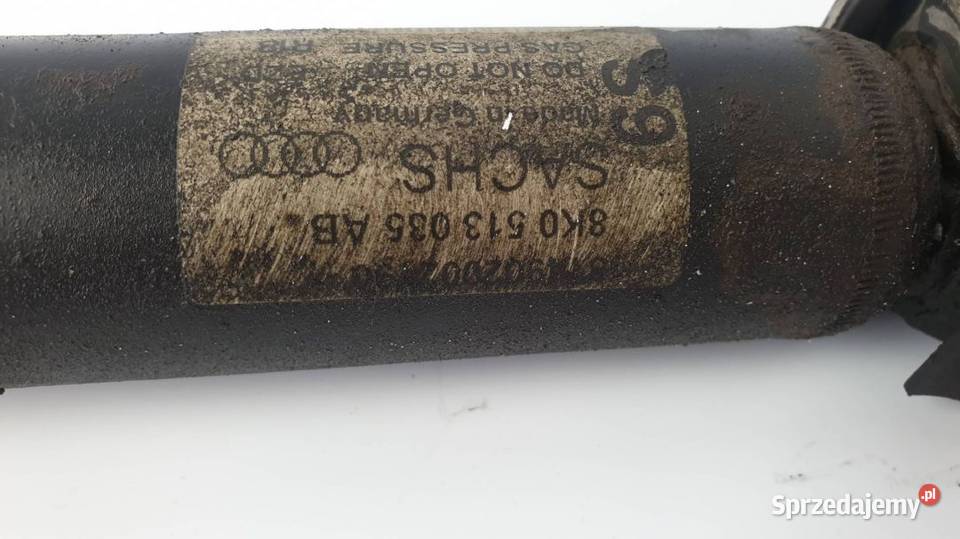 8K0 513 035 AB
SACHS
Made in Germany
DO NOT OPEN
GAS PRESSURE
Sprzedajemy.pl